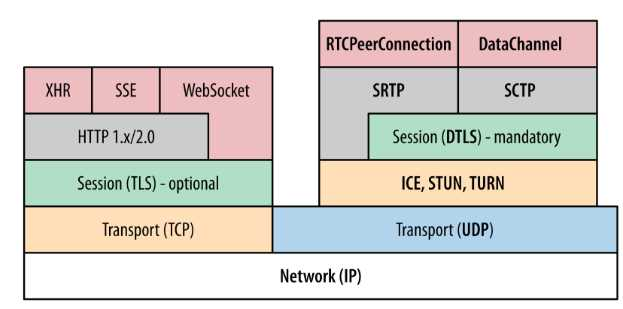 RTCPeerConnection DataChannel
XHR SSE WebSocket SRTP SCTP
HTTP 1.x/2.0 Session (DTLS) - mandatory
Session (TLS) - optional ICE, STUN, TURN
Transport (TCP) Transport (UDP)
Network (IP)